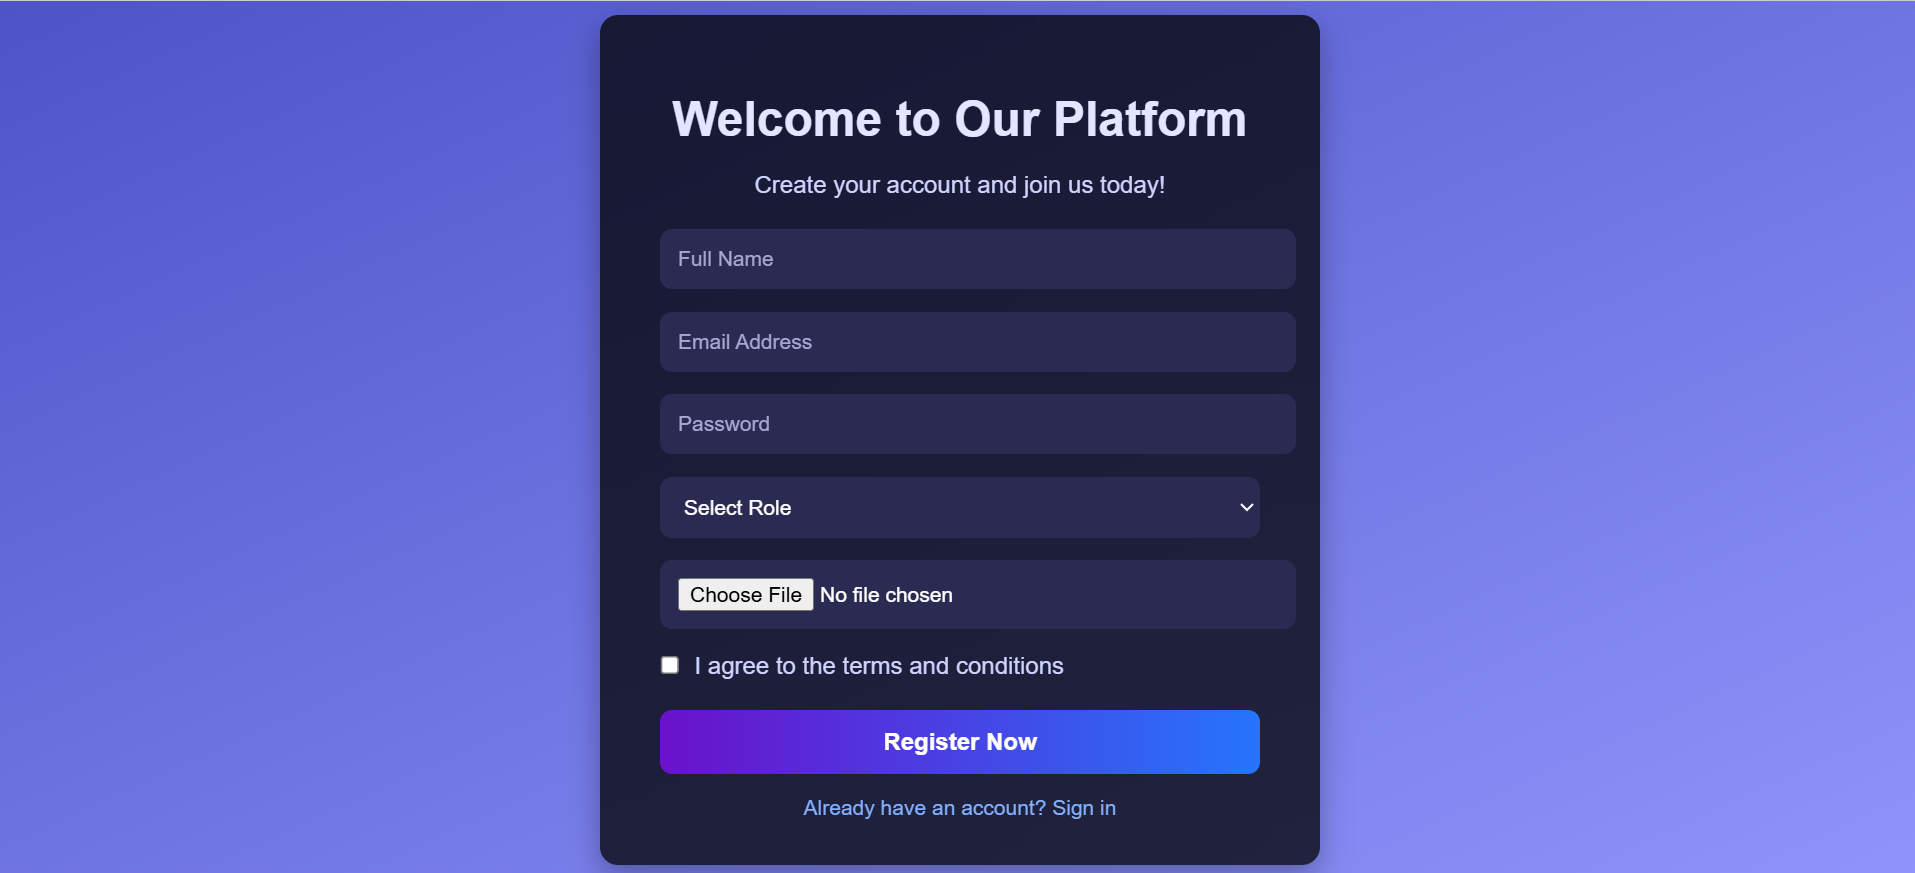 Welcome to Our Platform
Create your account and join us today!
Full Name
Email Address
Password
Select Role
Choose File No file chosen
I agree to the terms and conditions
Register Now
Already have an account? Sign in